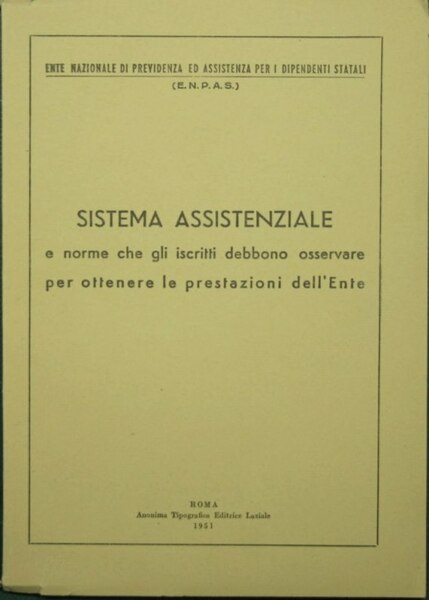 ENTE NAZIONALE DI PREVIDENZA ED ASSISTENZA PER I DIPENDENTI STATALI
(E.N.P.A.S.)
SISTEMA ASSISTENZIALE
e norme che gli iscritti debbono osservare
per ottenere le prestazioni dell'Ente
ROMA
Anonima Tipografica Editrice Laziale
1951